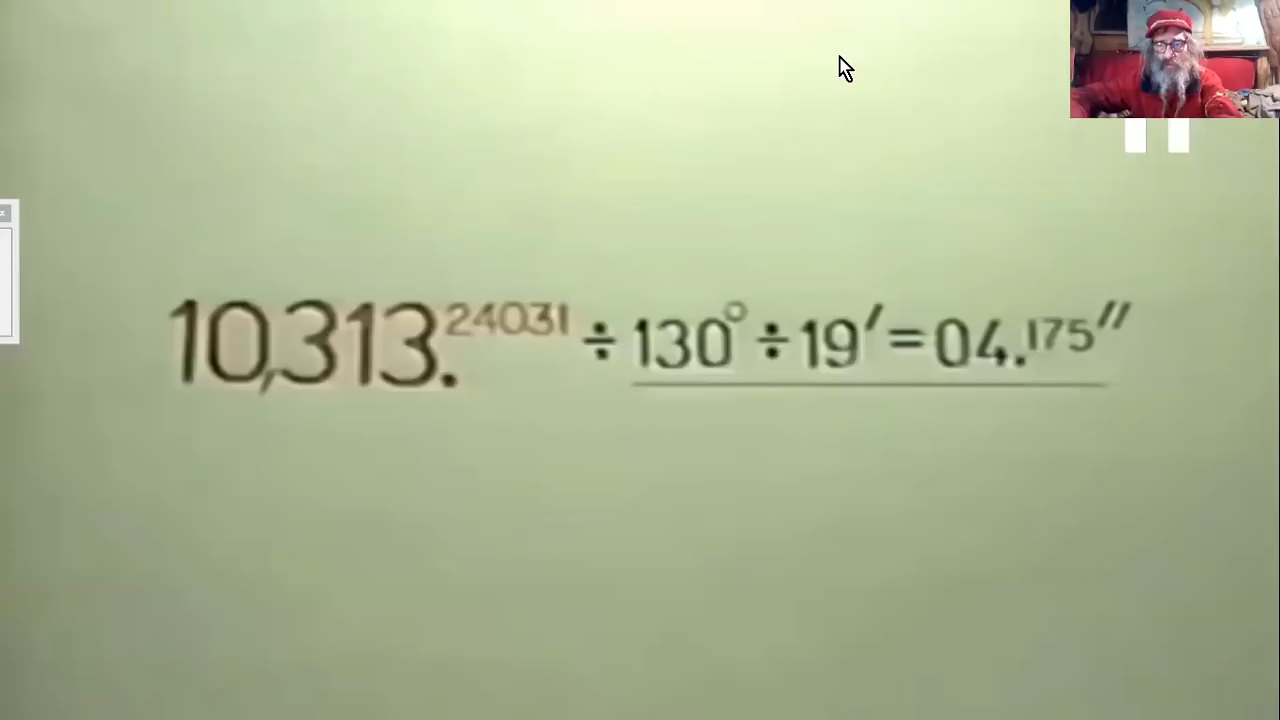 10,313.24031 ÷ 130° ÷ 19′ = 04.175″
x